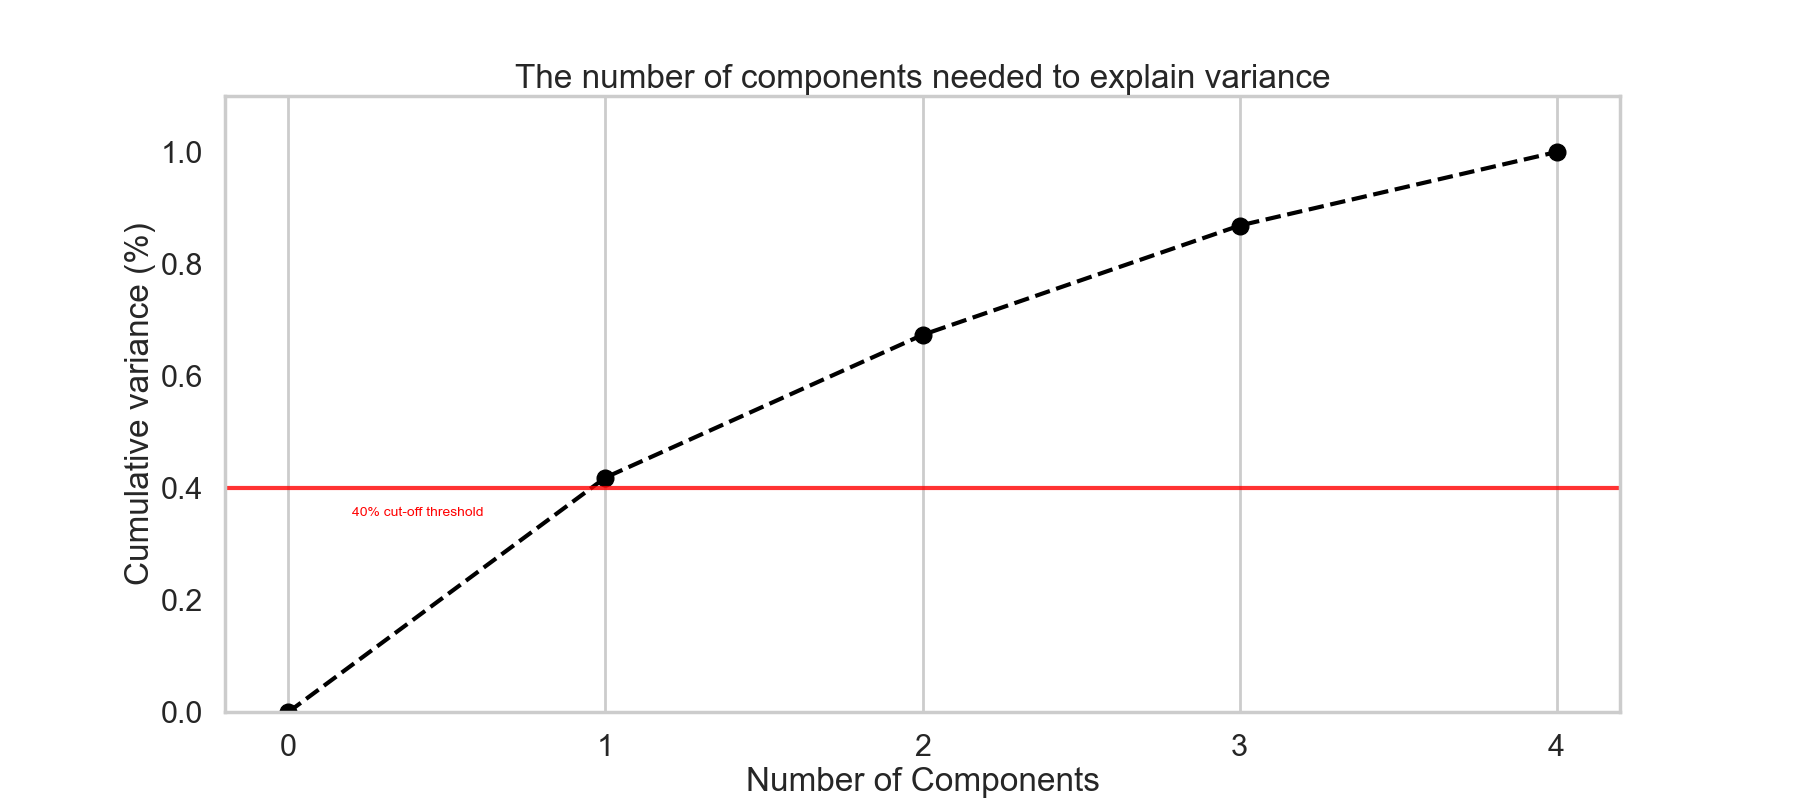 The number of components needed to explain variance
Cumulative variance (%)
1.0
0.8
0.6
0.4
0.2
0.0
40% cut-off threshold
0 1 2 3 4
Number of Components